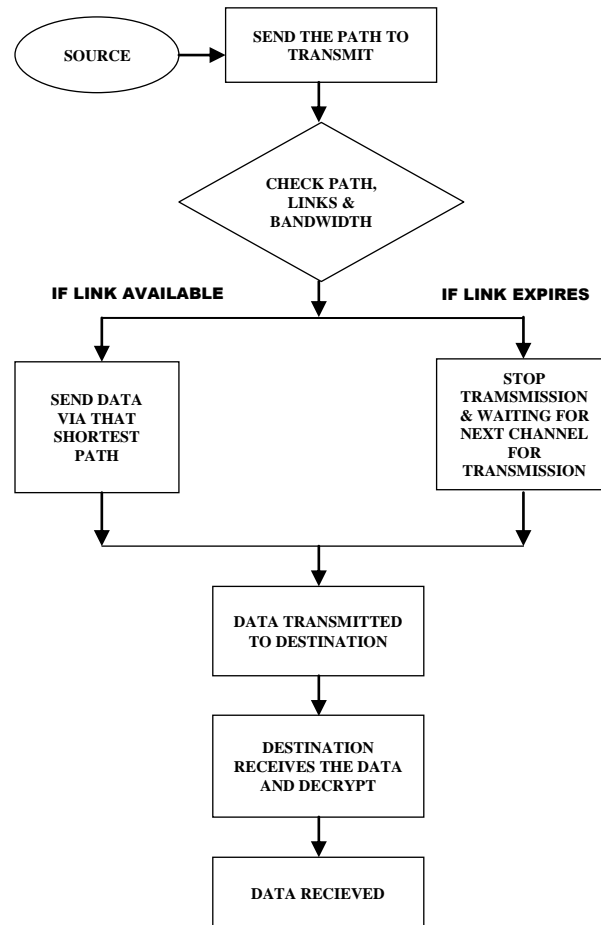 SOURCE
SEND THE PATH TO
TRANSMIT
CHECK PATH,
LINKS &
BANDWIDTH
IF LINK AVAILABLE
IF LINK EXPIRES
SEND DATA
VIA THAT
SHORTEST
PATH
STOP
TRAMSMISSION
& WAITING FOR
NEXT CHANNEL
FOR
TRANSMISSION
DATA TRANSMITTED
TO DESTINATION
DESTINATION
RECEIVES THE DATA
AND DECRYPT
DATA RECIEVED